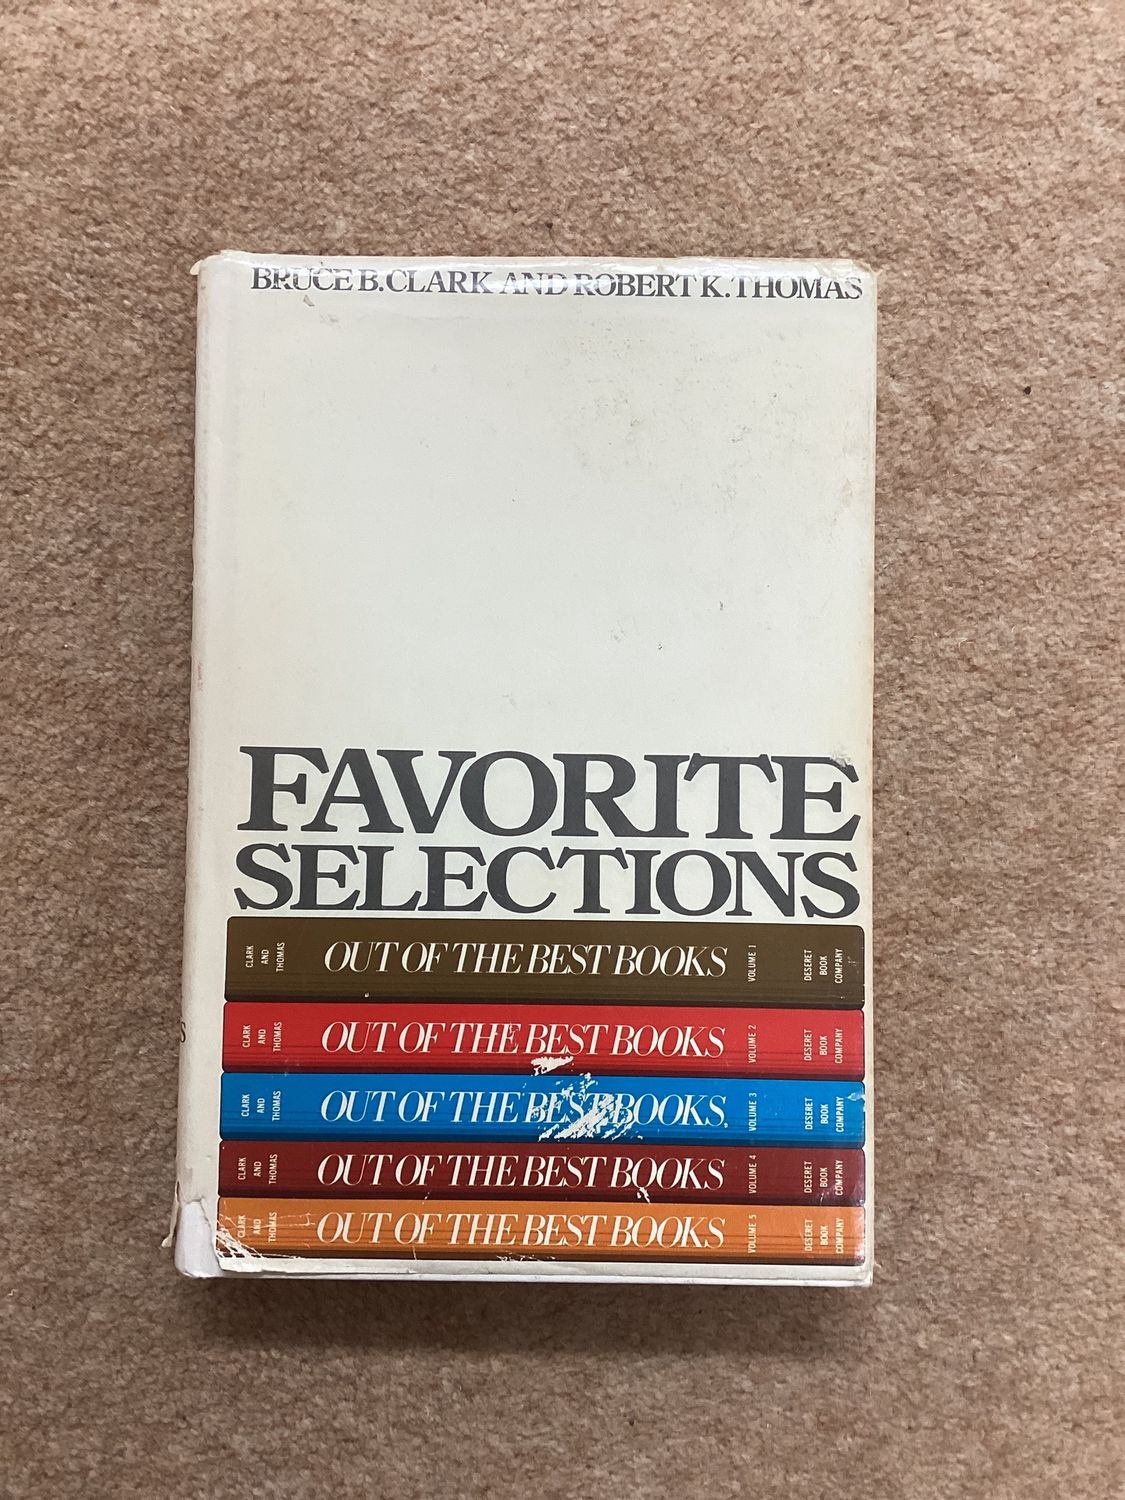 BRUCE B. CLARK AND ROBERT K. THOMAS
FAVORITE
SELECTIONS
CLARK
AND
THOMAS
OUT OF THE BEST BOOKS
VOLUME 1
DESERET
BOOK
COMPANY
CLARK
AND
THOMAS
OUT OF THE BEST BOOKS
VOLUME 2
DESERET
BOOK
COMPANY
CLARK
AND
THOMAS
OUT OF THE BEST BOOKS
VOLUME 3
DESERET
BOOK
COMPANY
CLARK
AND
THOMAS
OUT OF THE BEST BOOKS
VOLUME 4
DESERET
BOOK
COMPANY
CLARK
AND
THOMAS
OUT OF THE BEST BOOKS
VOLUME 5
DESERET
BOOK
COMPANY